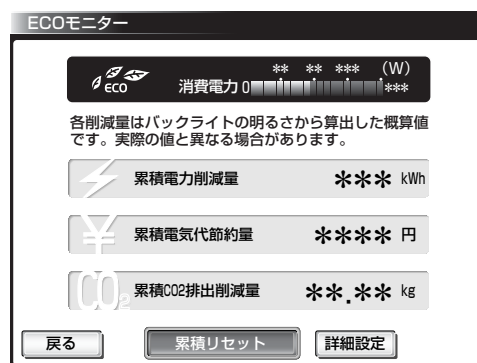 ECOモニター
** ** *** (W)
eco 消費電力 0 ***
各削減量はバックライトの明るさから算出した概算値
です。実際の値と異なる場合があります。
累積電力削減量 *** kWh
¥ 累積電気代節約量 **** 円
CO2 累積CO2排出削減量 **.** kg
戻る 累積リセット 詳細設定